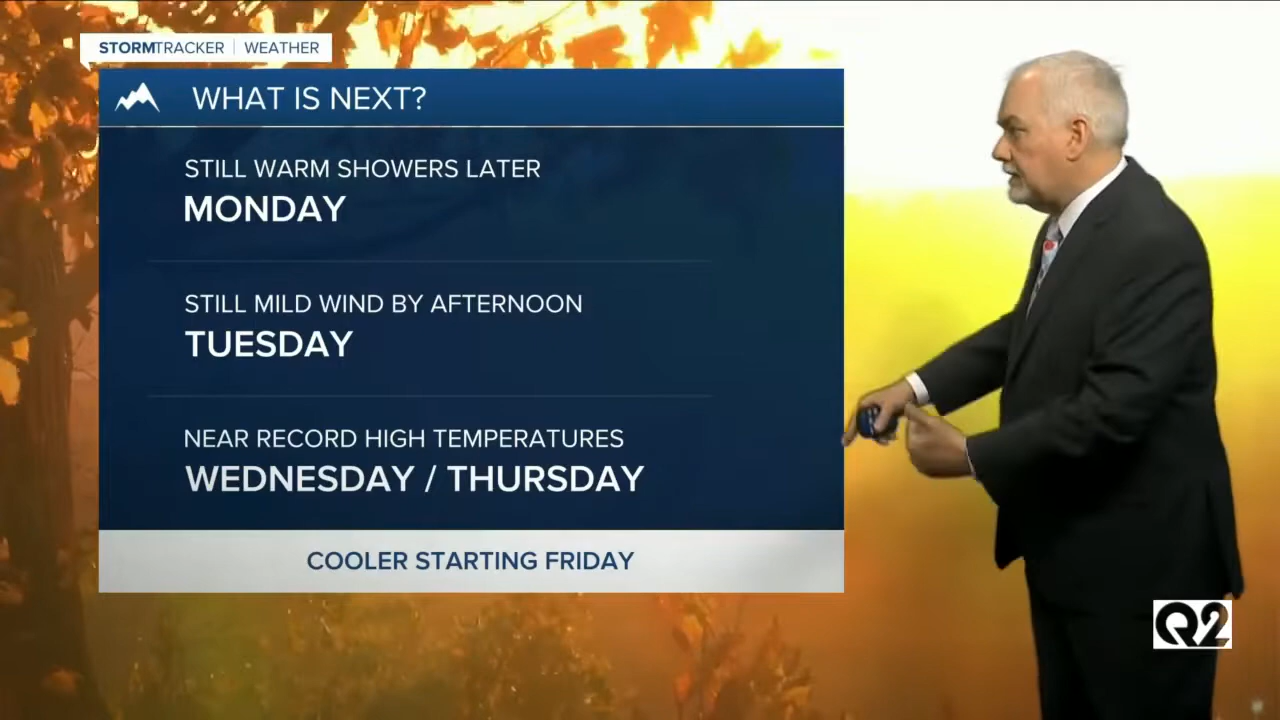 STORMTRACKER | WEATHER
WHAT IS NEXT?
STILL WARM SHOWERS LATER
MONDAY
STILL MILD WIND BY AFTERNOON
TUESDAY
NEAR RECORD HIGH TEMPERATURES
WEDNESDAY / THURSDAY
COOLER STARTING FRIDAY
Q2